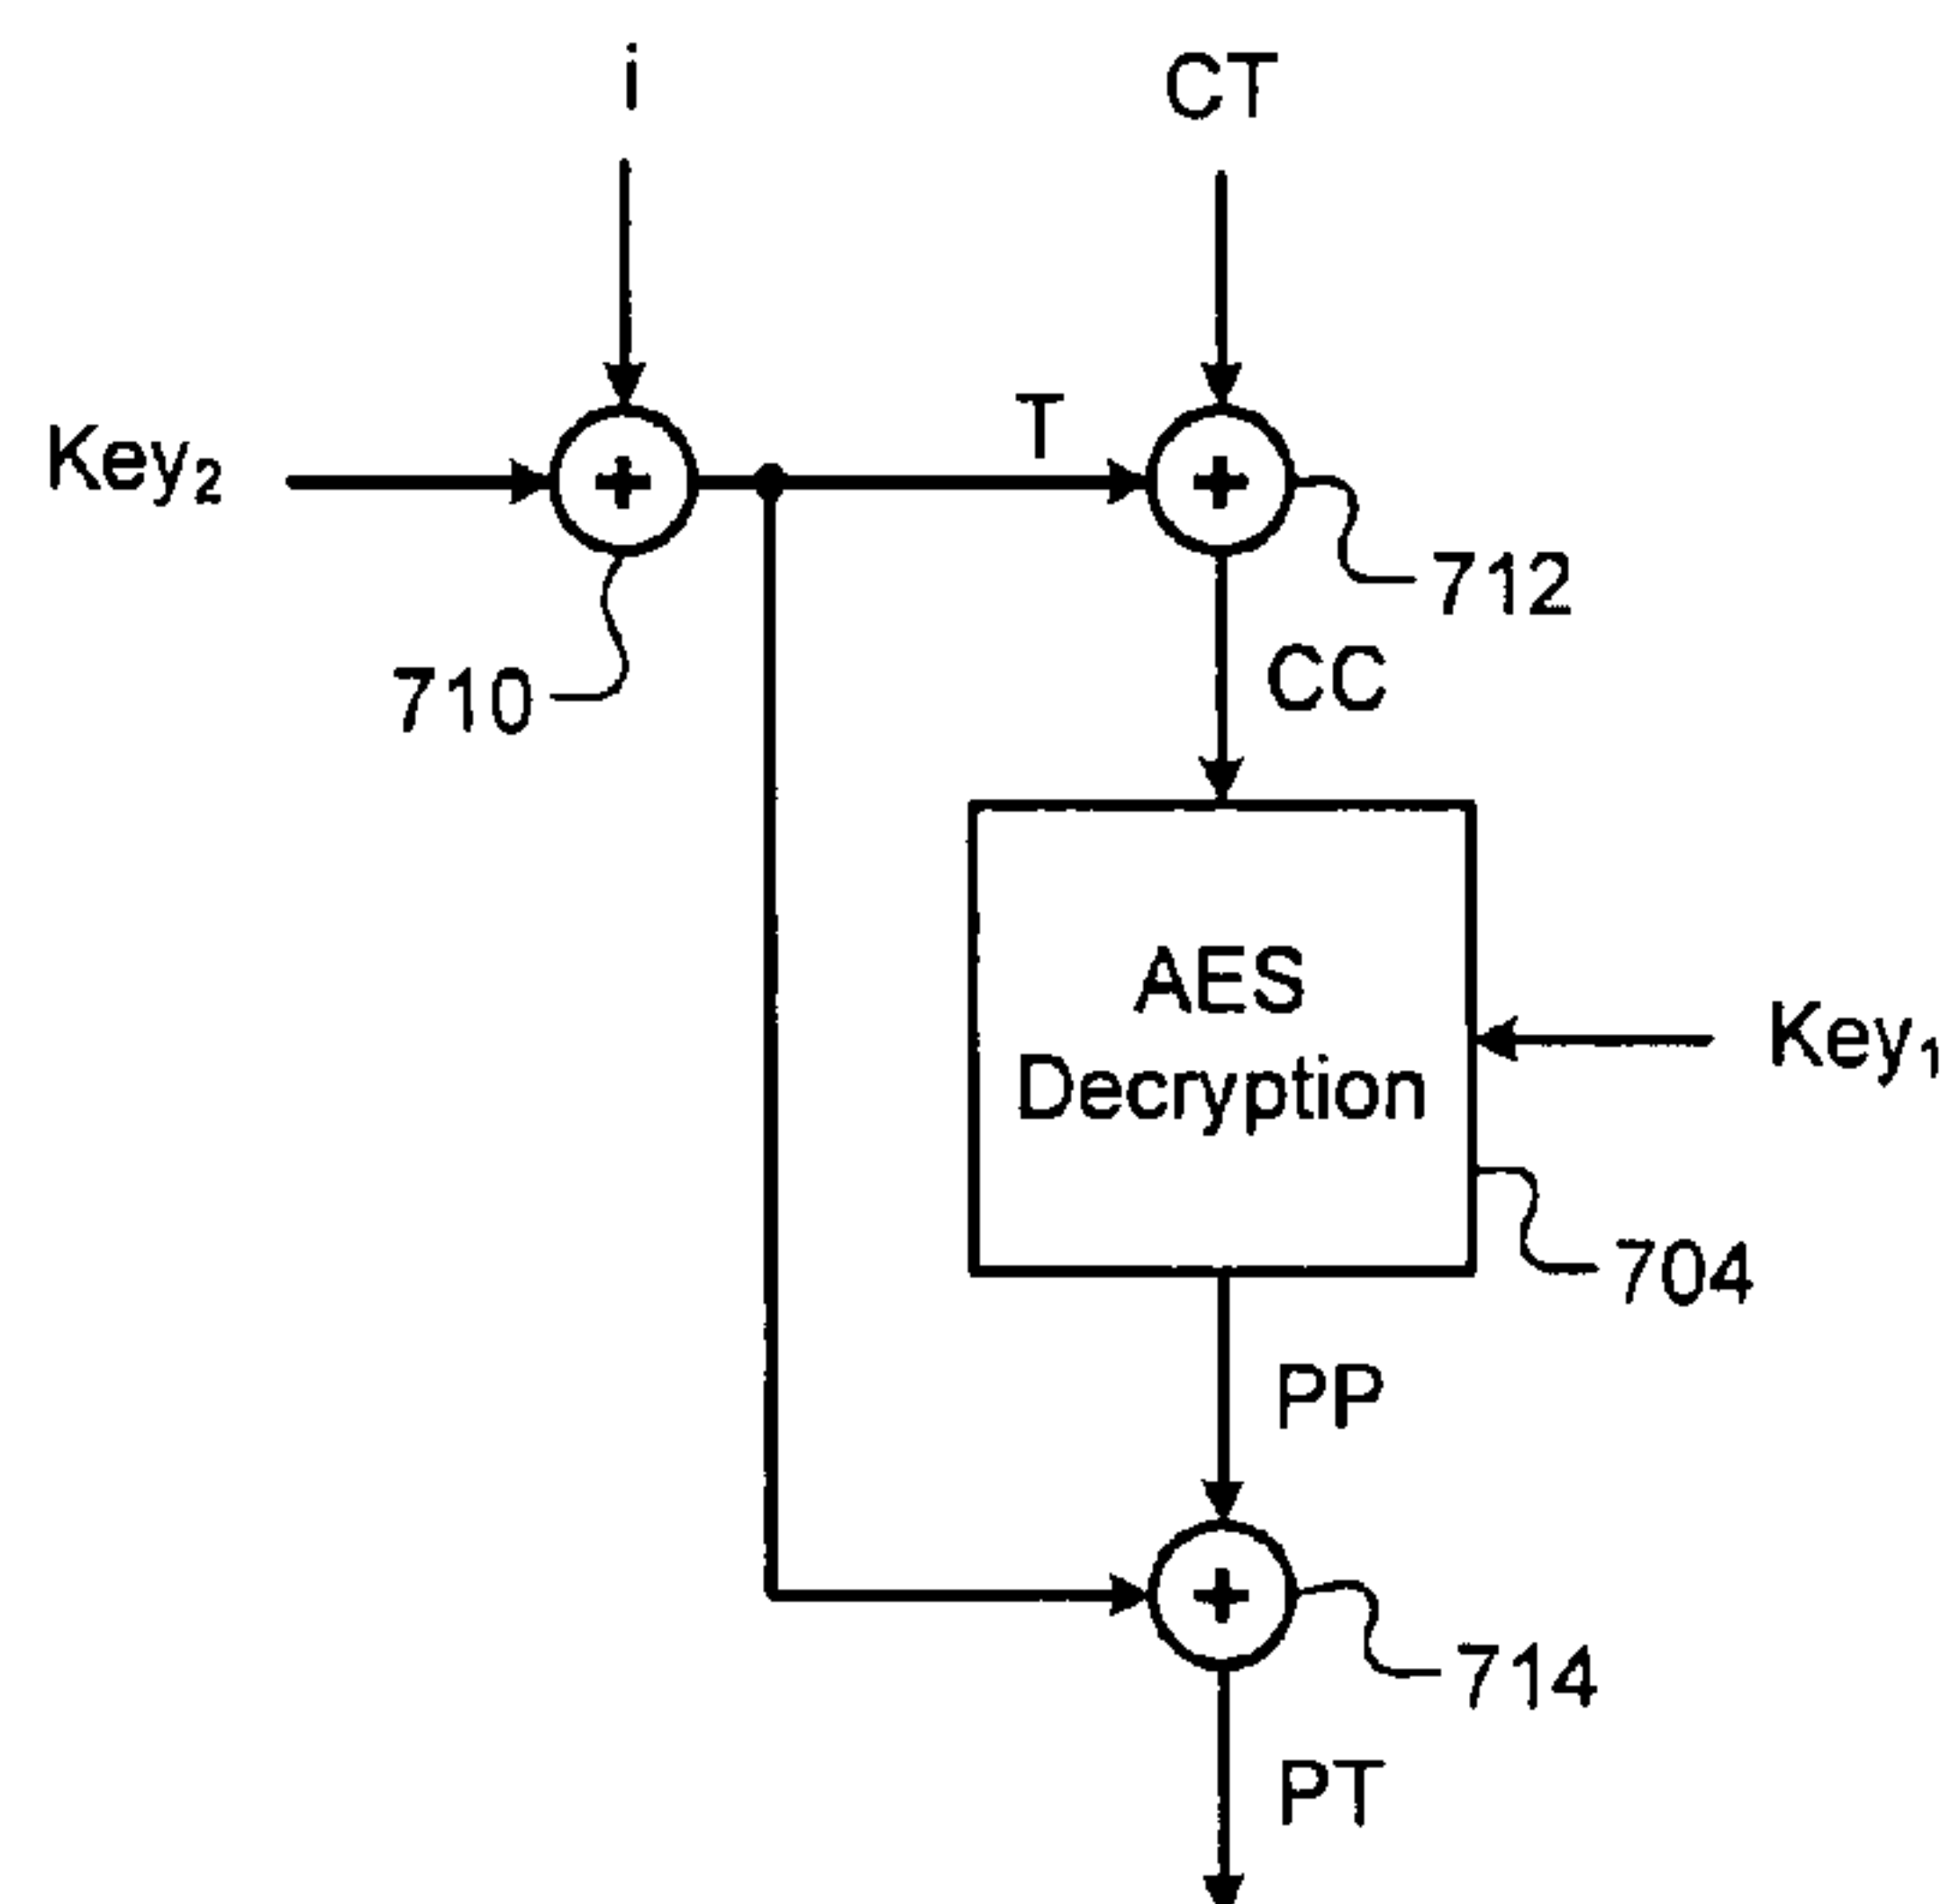 i
CT
Key₂
T
+
+
712
710
CC
AES
Decryption
Key₁
704
PP
+
714
PT